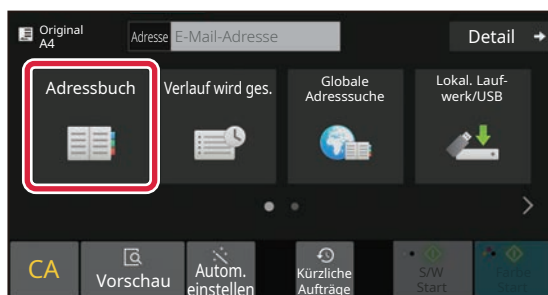 Original
A4
Adresse
E-Mail-Adresse
Detail
Adressbuch
Verlauf wird ges.
Globale
Adresssuche
Lokal. Lauf-
werk/USB
CA
Vorschau
Autom.
einstellen
Kürzliche
Aufträge
S/W
Start
Farbe
Start